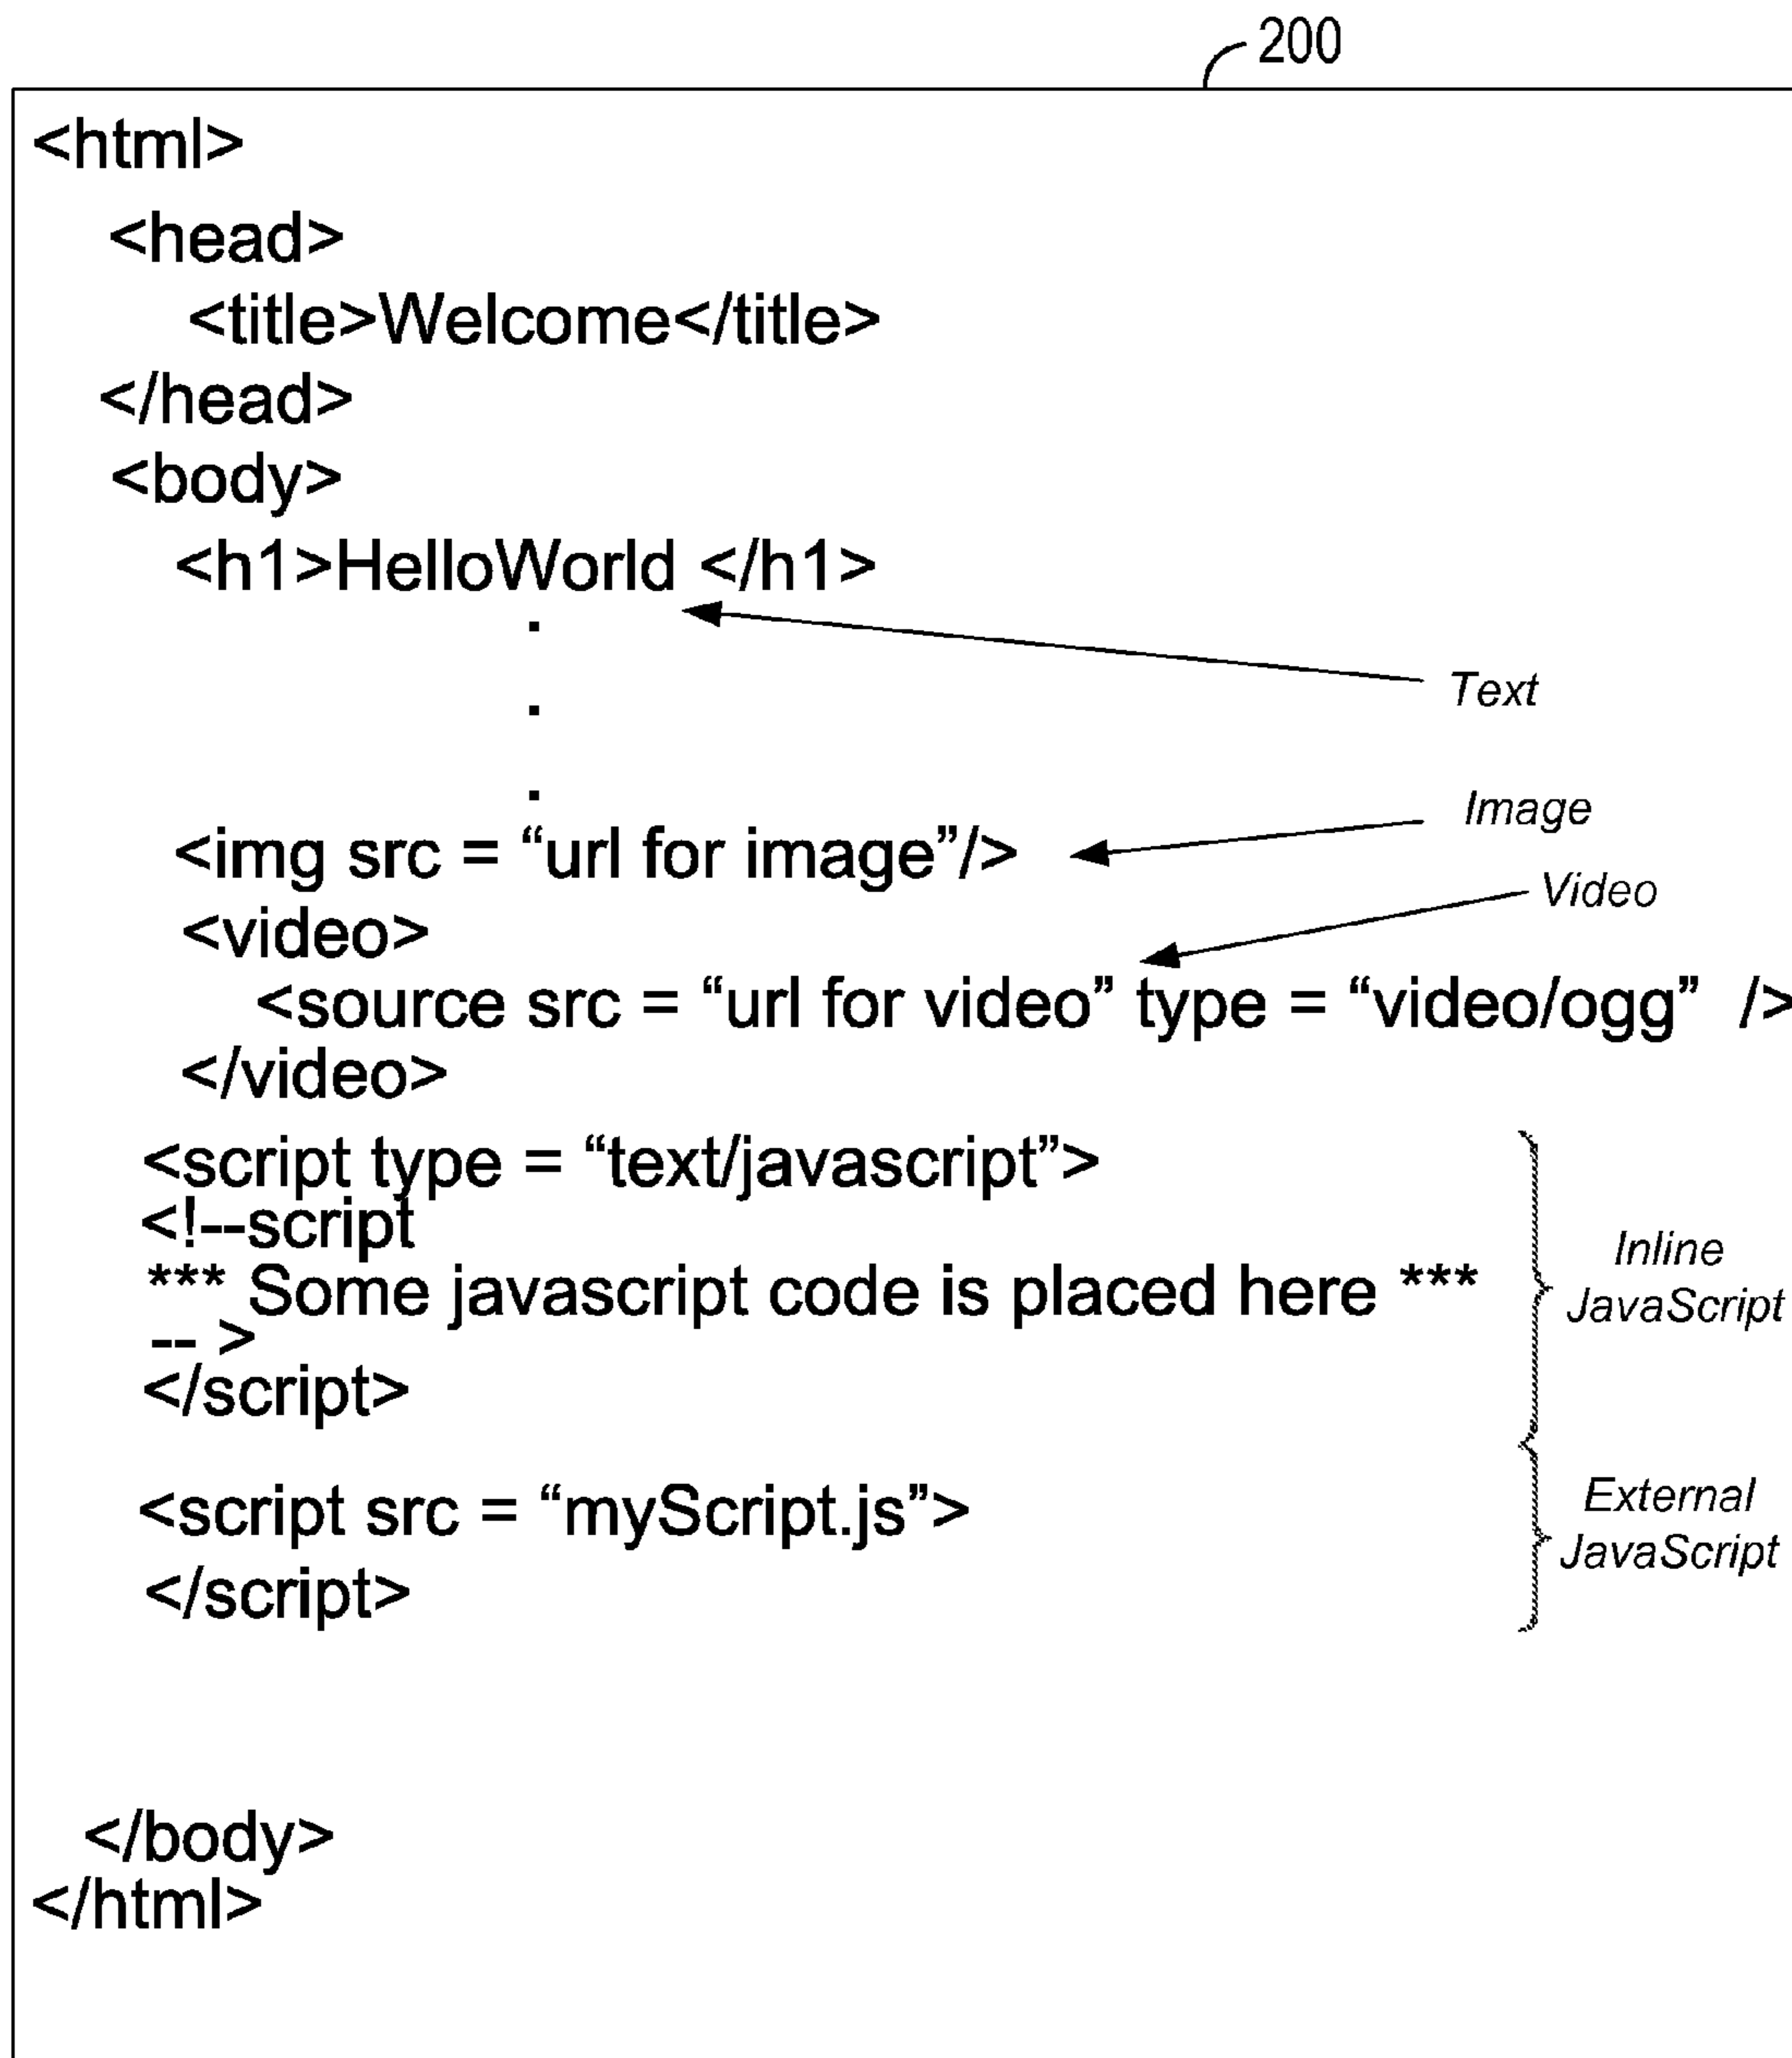 200
<html>
<head>
<title>Welcome</title>
</head>
<body>
<h1>HelloWorld </h1>
.
Text
.
.
Image
<img src = “url for image”/>
Video
<video>
<source src = “url for video” type = “video/ogg” />
</video>
<script type = “text/javascript”>
<!--script
*** Some javascript code is placed here ***
-- >
</script>
Inline
JavaScript
<script src = “myScript.js”>
</script>
External
JavaScript
</body>
</html>